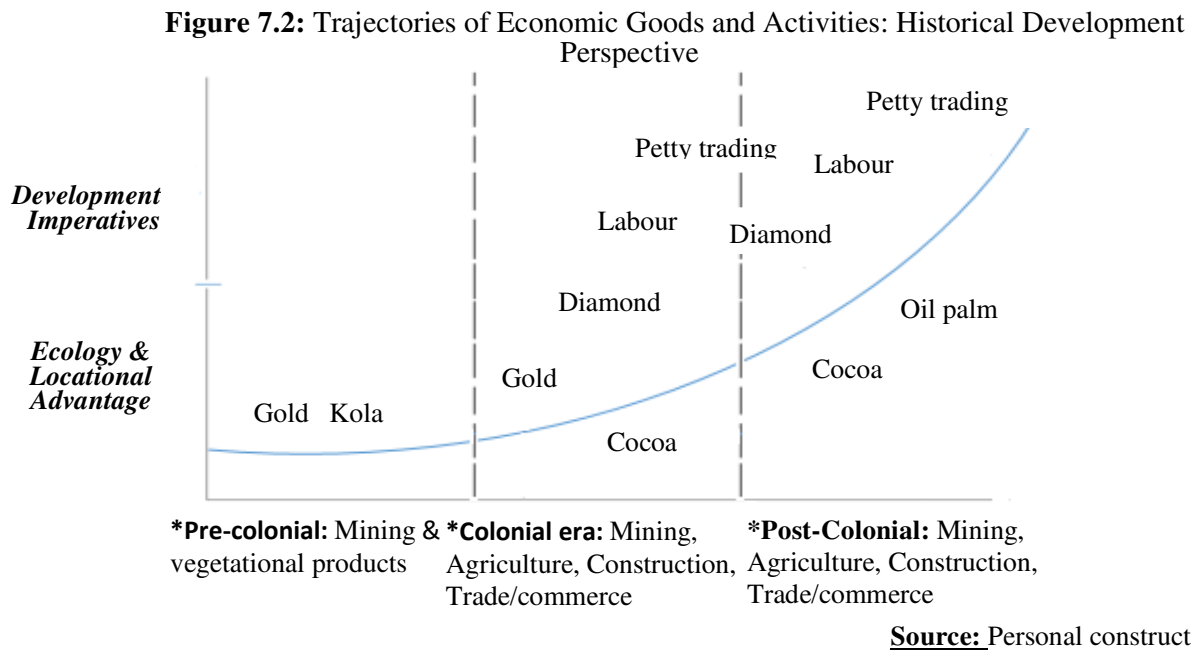 Figure 7.2: Trajectories of Economic Goods and Activities: Historical Development
Perspective
Petty trading
Petty trading
Labour
Development
Imperatives
Labour
Diamond
Diamond
Oil palm
Ecology &
Locational
Advantage
Gold
Cocoa
Gold Kola
Cocoa
*Pre-colonial: Mining &
vegetational products
*Colonial era: Mining,
Agriculture, Construction,
Trade/commerce
*Post-Colonial: Mining,
Agriculture, Construction,
Trade/commerce
Source: Personal construct